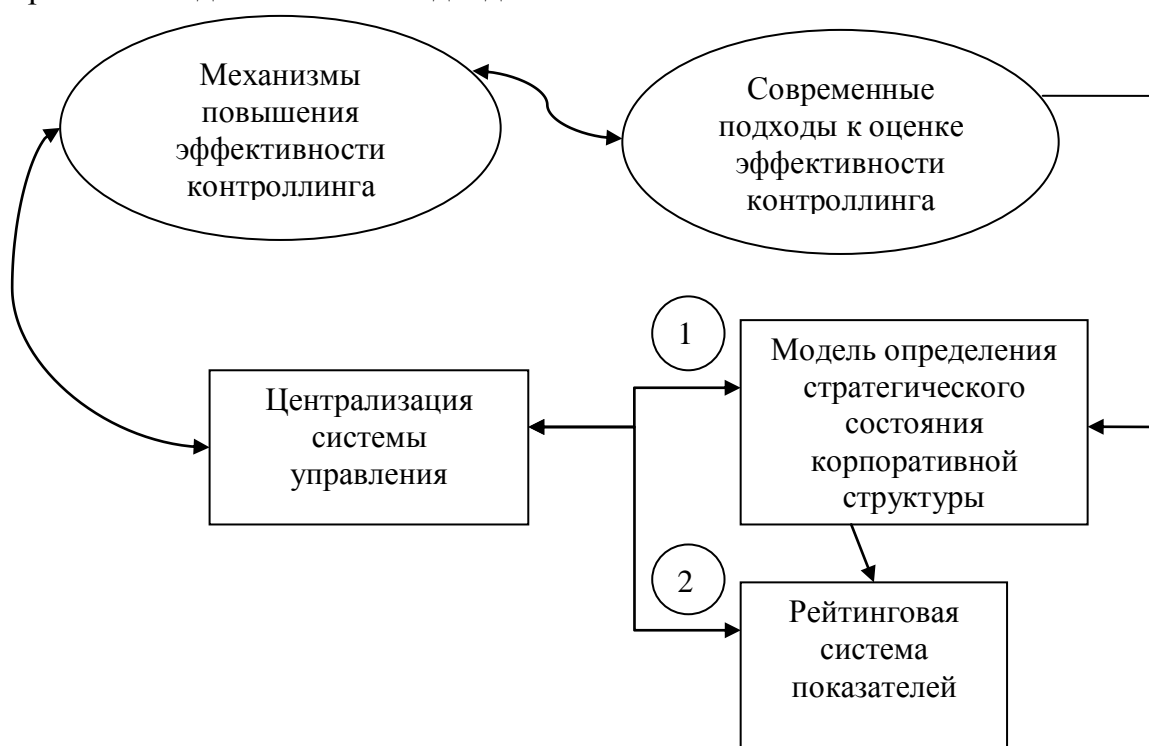 Механизмы
повышения
эффективности
контроллинга
Современные
подходы к оценке
эффективности
контроллинга
1
Модель определения
стратегического
состояния
корпоративной
структуры
Централизация
системы
управления
2
Рейтинговая
система
показателей